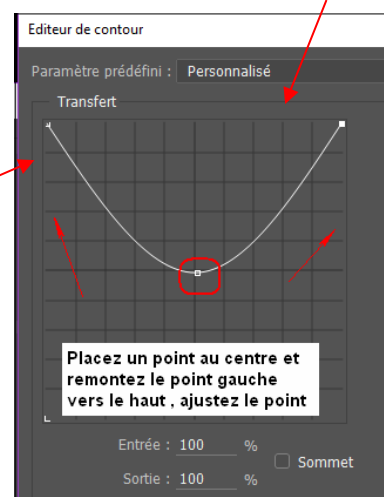 Editeur de contour
Paramètre prédéfini : Personnalisé
Transfert
Placez un point au centre et
remontez le point gauche
vers le haut , ajustez le point
Entrée : 100 %
Sommet
Sortie : 100 %